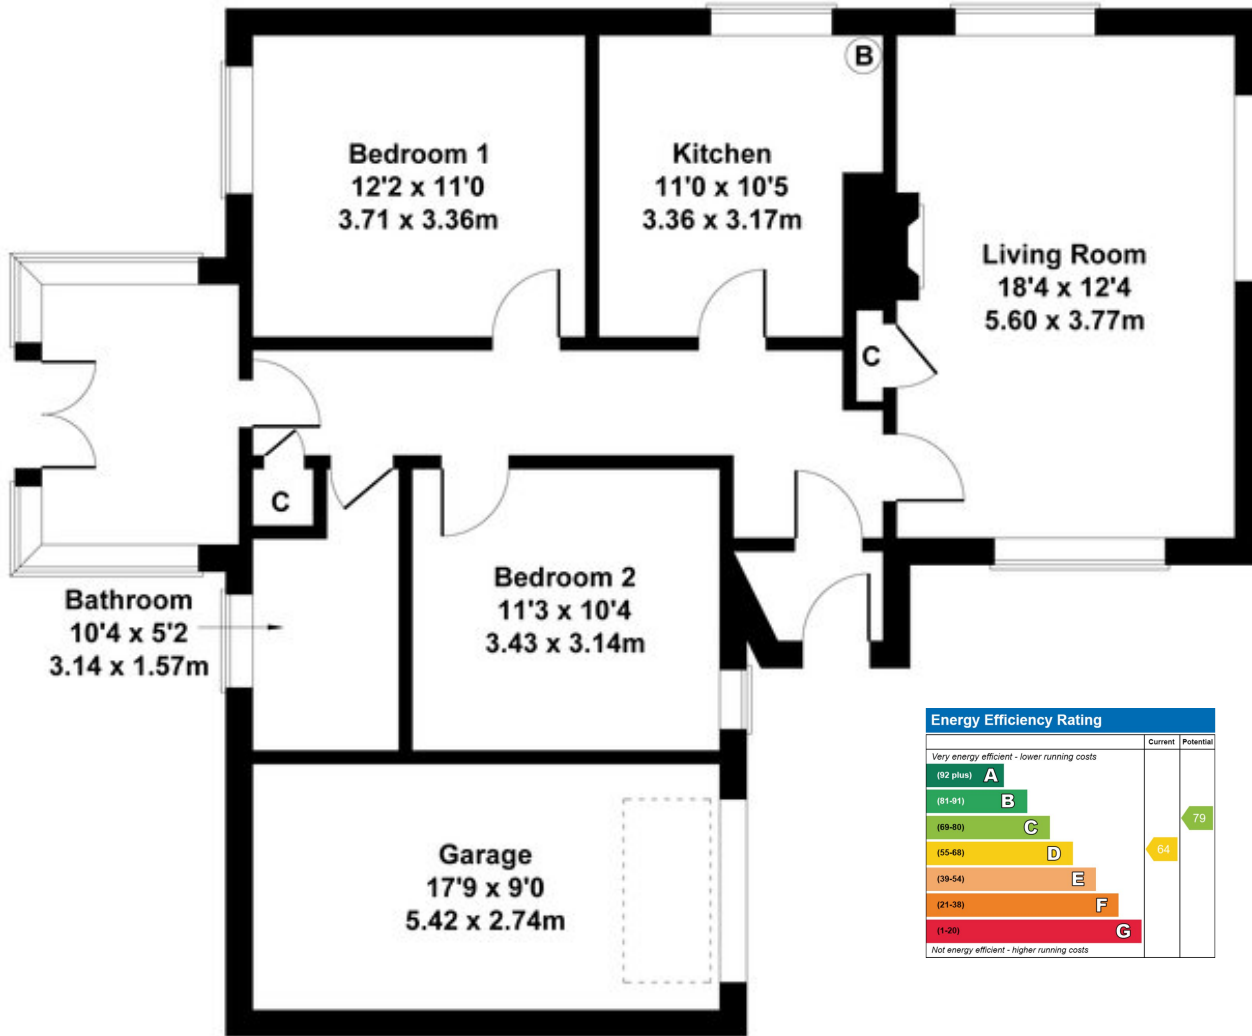 B
Bedroom 1
12'2 x 11'0
3.71 x 3.36m
Kitchen
11'0 x 10'5
3.36 x 3.17m
Living Room
18'4 x 12'4
5.60 x 3.77m
C
C
Bathroom
10'4 x 5'2
3.14 x 1.57m
Bedroom 2
11'3 x 10'4
3.43 x 3.14m
Garage
17'9 x 9'0
5.42 x 2.74m
Energy Efficiency Rating
Current Potential
Very energy efficient - lower running costs
(92 plus) A
(81-91) B
(69-80) C
79
(55-68) D
64
(39-54) E
(21-38) F
(1-20) G
Not energy efficient - higher running costs